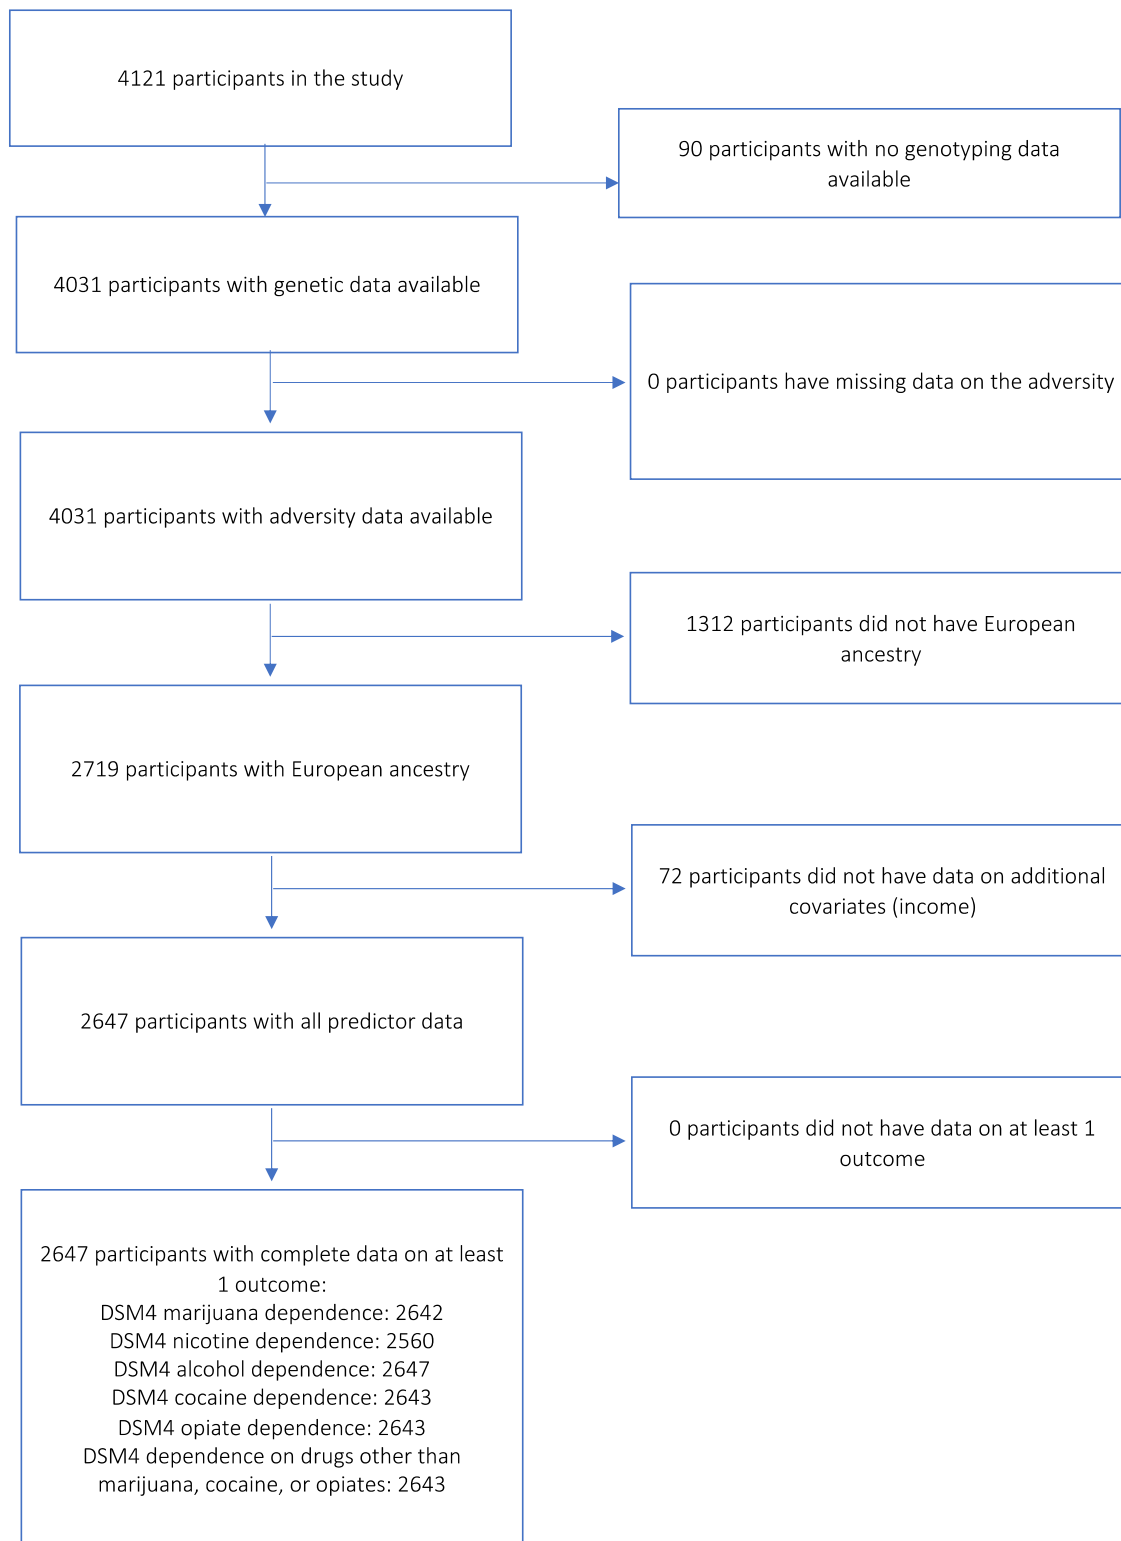 4121 participants in the study
90 participants with no genotyping data
available
4031 participants with genetic data available
0 participants have missing data on the adversity
4031 participants with adversity data available
1312 participants did not have European
ancestry
2719 participants with European ancestry
72 participants did not have data on additional
covariates (income)
2647 participants with all predictor data
0 participants did not have data on at least 1
outcome
2647 participants with complete data on at least
1 outcome:
DSM4 marijuana dependence: 2642
DSM4 nicotine dependence: 2560
DSM4 alcohol dependence: 2647
DSM4 cocaine dependence: 2643
DSM4 opiate dependence: 2643
DSM4 dependence on drugs other than
marijuana, cocaine, or opiates: 2643